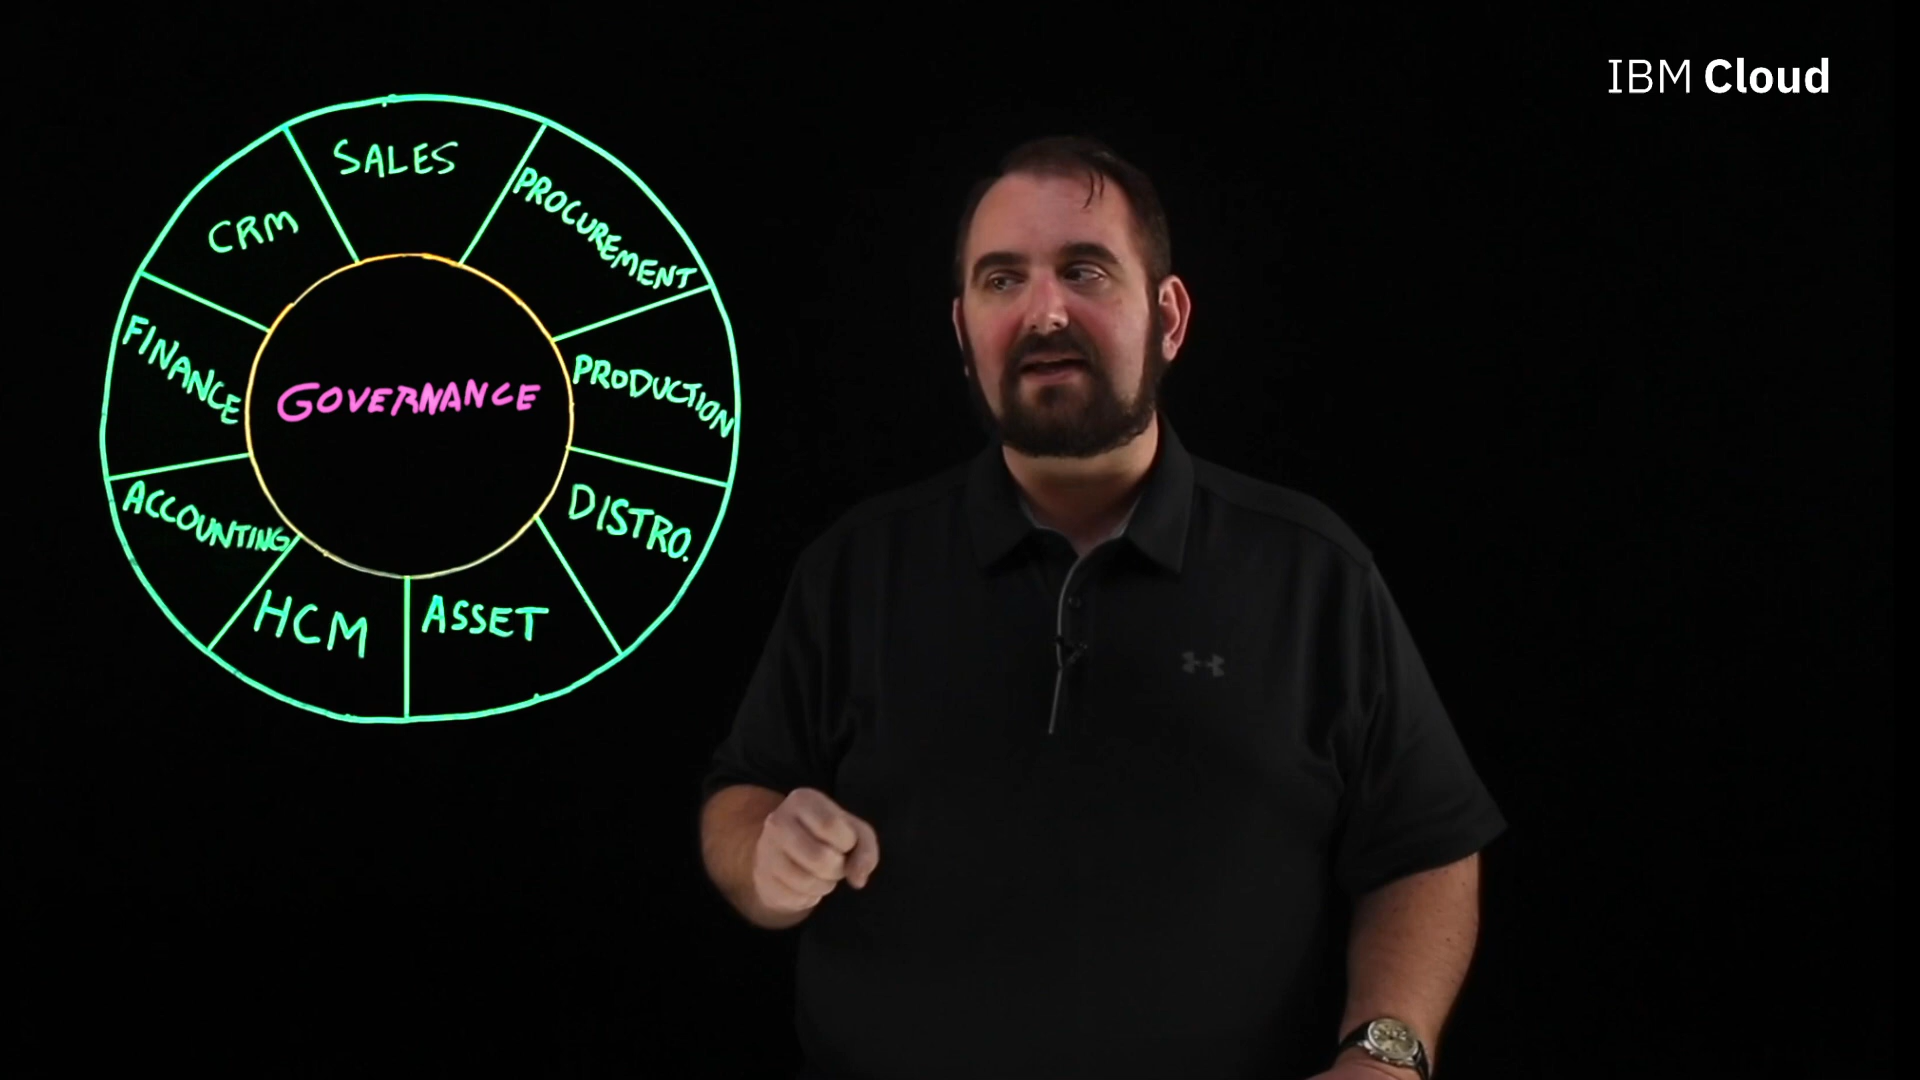 IBM Cloud
SALES
PROCUREMENT
PRODUCTION
DISTRO.
ASSET
HCM
ACCOUNTING
FINANCE
CRM
GOVERNANCE